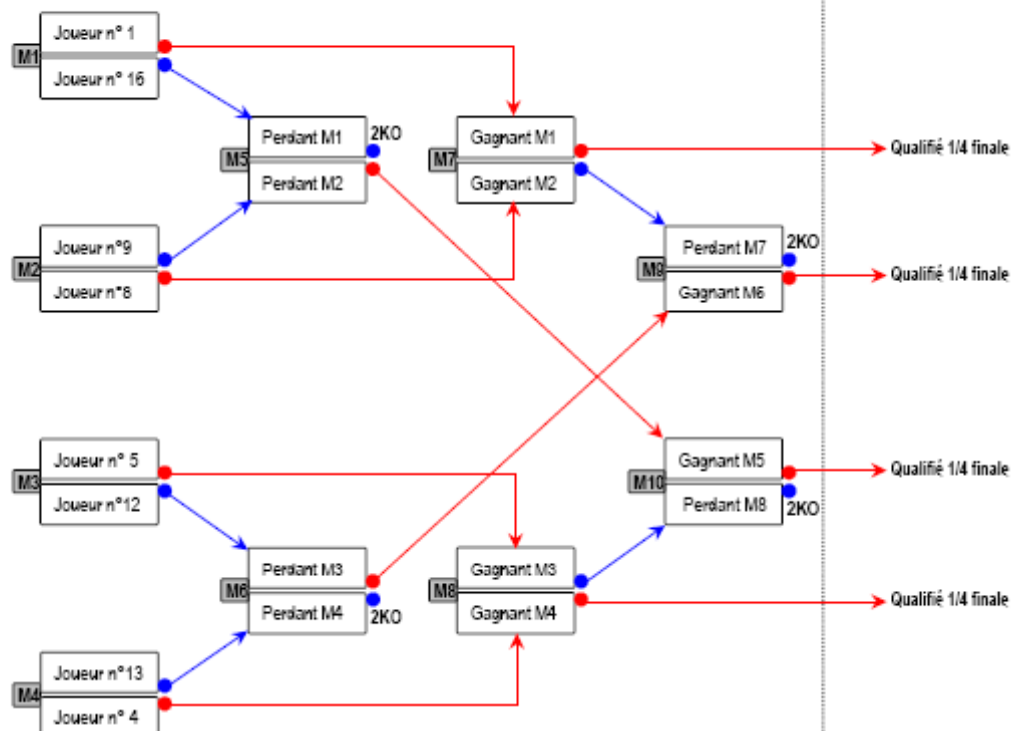 Joueur n° 1
M1
Joueur n° 16
Perdant M1
2KO
M5
Perdant M2
Gagnant M1
M7
Gagnant M2
Qualifié 1/4 finale
Joueur n°9
M2
Joueur n°8
Perdant M7
2KO
M9
Gagnant M6
Qualifié 1/4 finale
Joueur n° 5
M3
Joueur n°12
Gagnant M5
M10
Perdant M8
2KO
Qualifié 1/4 finale
Perdant M3
M6
Perdant M4
2KO
Gagnant M3
M8
Gagnant M4
Qualifié 1/4 finale
Joueur n°13
M4
Joueur n° 4